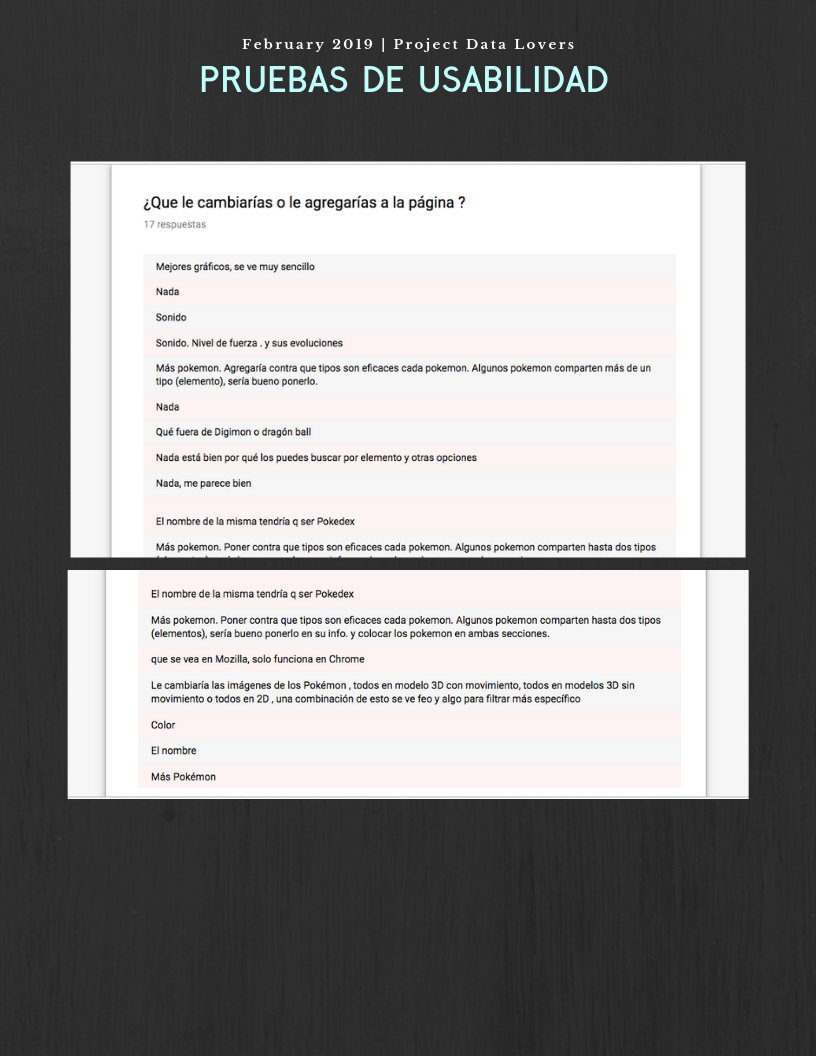 February 2019 | Project Data Lovers
PRUEBAS DE USABILIDAD
¿Que le cambiarías o le agregarías a la página ?
17 respuestas
Mejores gráficos, se ve muy sencillo
Nada
Sonido
Sonido. Nivel de fuerza . y sus evoluciones
Más pokemon. Agregaría contra que tipos son eficaces cada pokemon. Algunos pokemon comparten más de un
tipo (elemento), sería bueno ponerlo.
Nada
Qué fuera de Digimon o dragón ball
Nada está bien por qué los puedes buscar por elemento y otras opciones
Nada, me parece bien
El nombre de la misma tendría q ser Pokedex
Más pokemon. Poner contra que tipos son eficaces cada pokemon. Algunos pokemon comparten hasta dos tipos
El nombre de la misma tendría q ser Pokedex
Más pokemon. Poner contra que tipos son eficaces cada pokemon. Algunos pokemon comparten hasta dos tipos
(elementos), sería bueno ponerlo en su info. y colocar los pokemon en ambas secciones.
que se vea en Mozilla, solo funciona en Chrome
Le cambiaría las imágenes de los Pokémon , todos en modelo 3D con movimiento, todos en modelos 3D sin
movimiento o todos en 2D , una combinación de esto se ve feo y algo para filtrar más específico
Color
El nombre
Más Pokémon